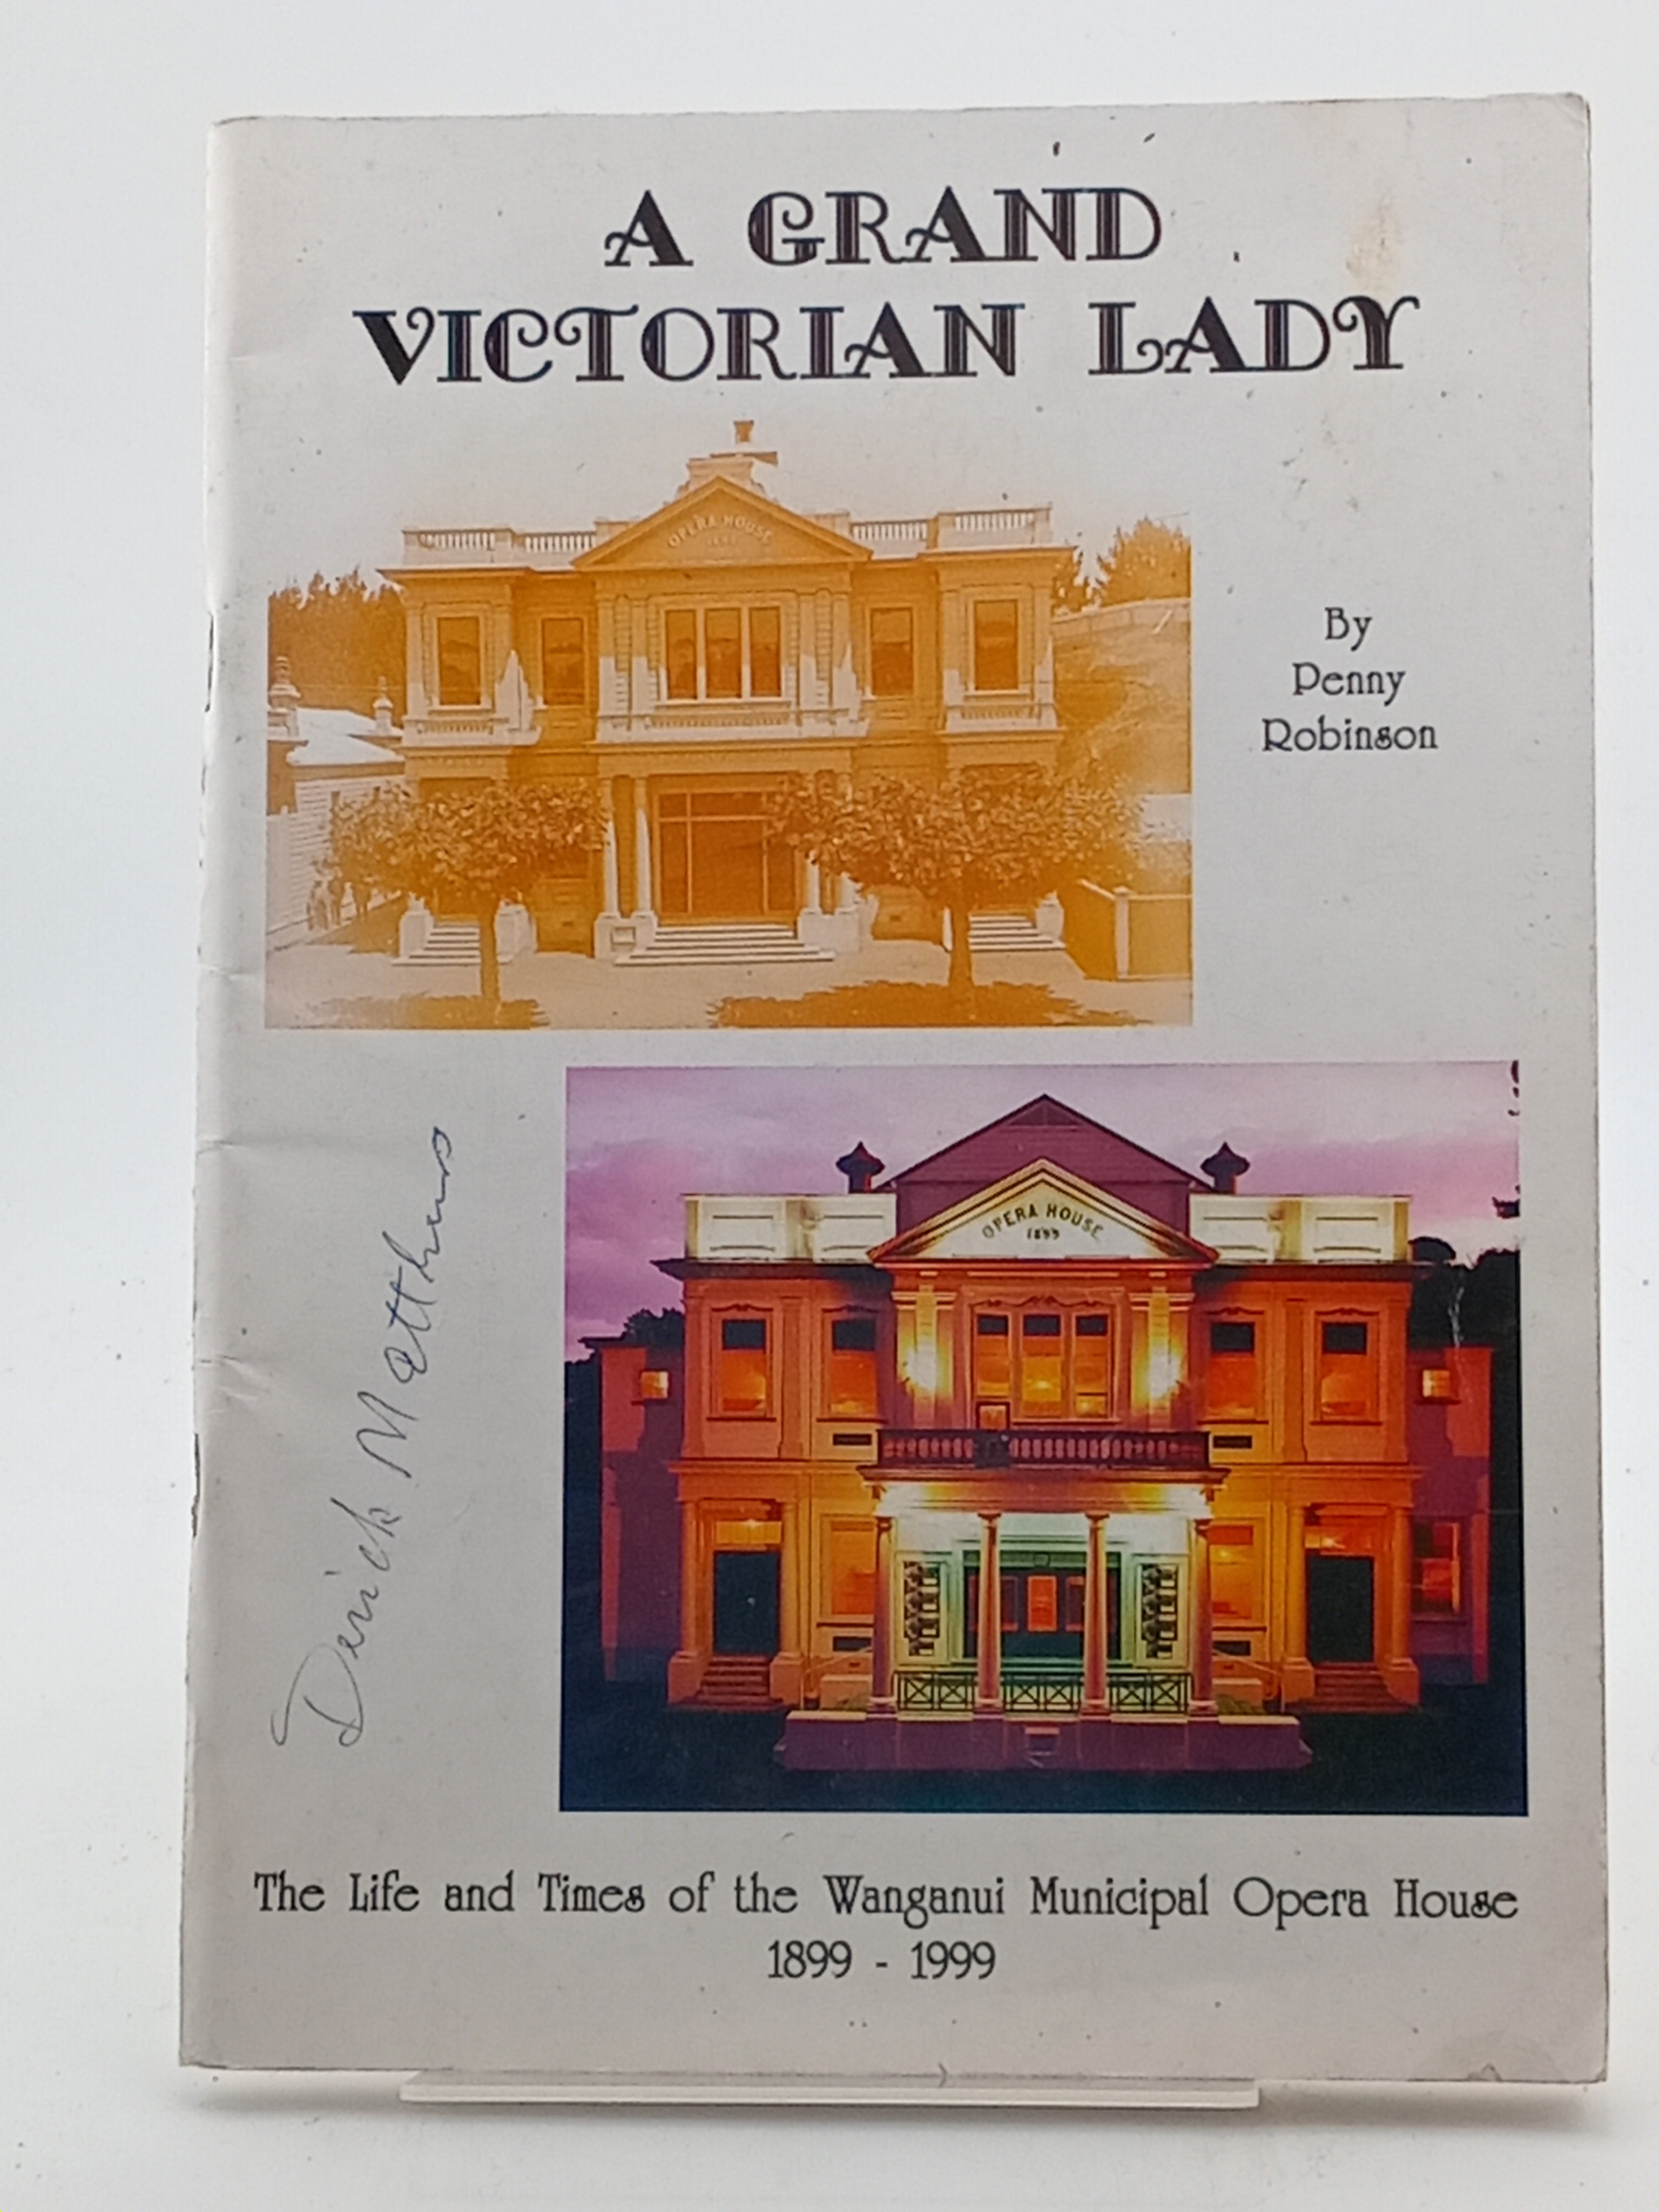 A GRAND
VICTORIAN LADY
OPERA HOUSE
By
Penny
Robinson
OPERA HOUSE
1899
Derick Matthews
The Life and Times of the Wanganui Municipal Opera House
1899 - 1999